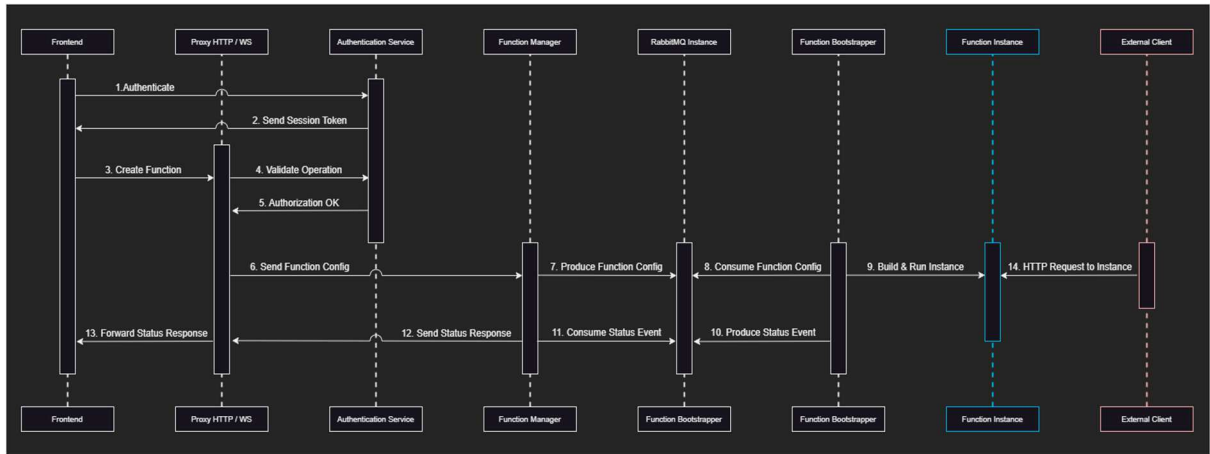 Frontend
Proxy HTTP / WS
Authentication Service
Function Manager
RabbitMQ Instance
Function Bootstrapper
Function Instance
External Client
1.Authenticate
2. Send Session Token
3. Create Function
4. Validate Operation
5. Authorization OK
6. Send Function Config
7. Produce Function Config
8. Consume Function Config
9. Build & Run Instance
14. HTTP Request to Instance
13. Forward Status Response
12. Send Status Response
11. Consume Status Event
10. Produce Status Event
Frontend
Proxy HTTP / WS
Authentication Service
Function Manager
Function Bootstrapper
Function Bootstrapper
Function Instance
External Client